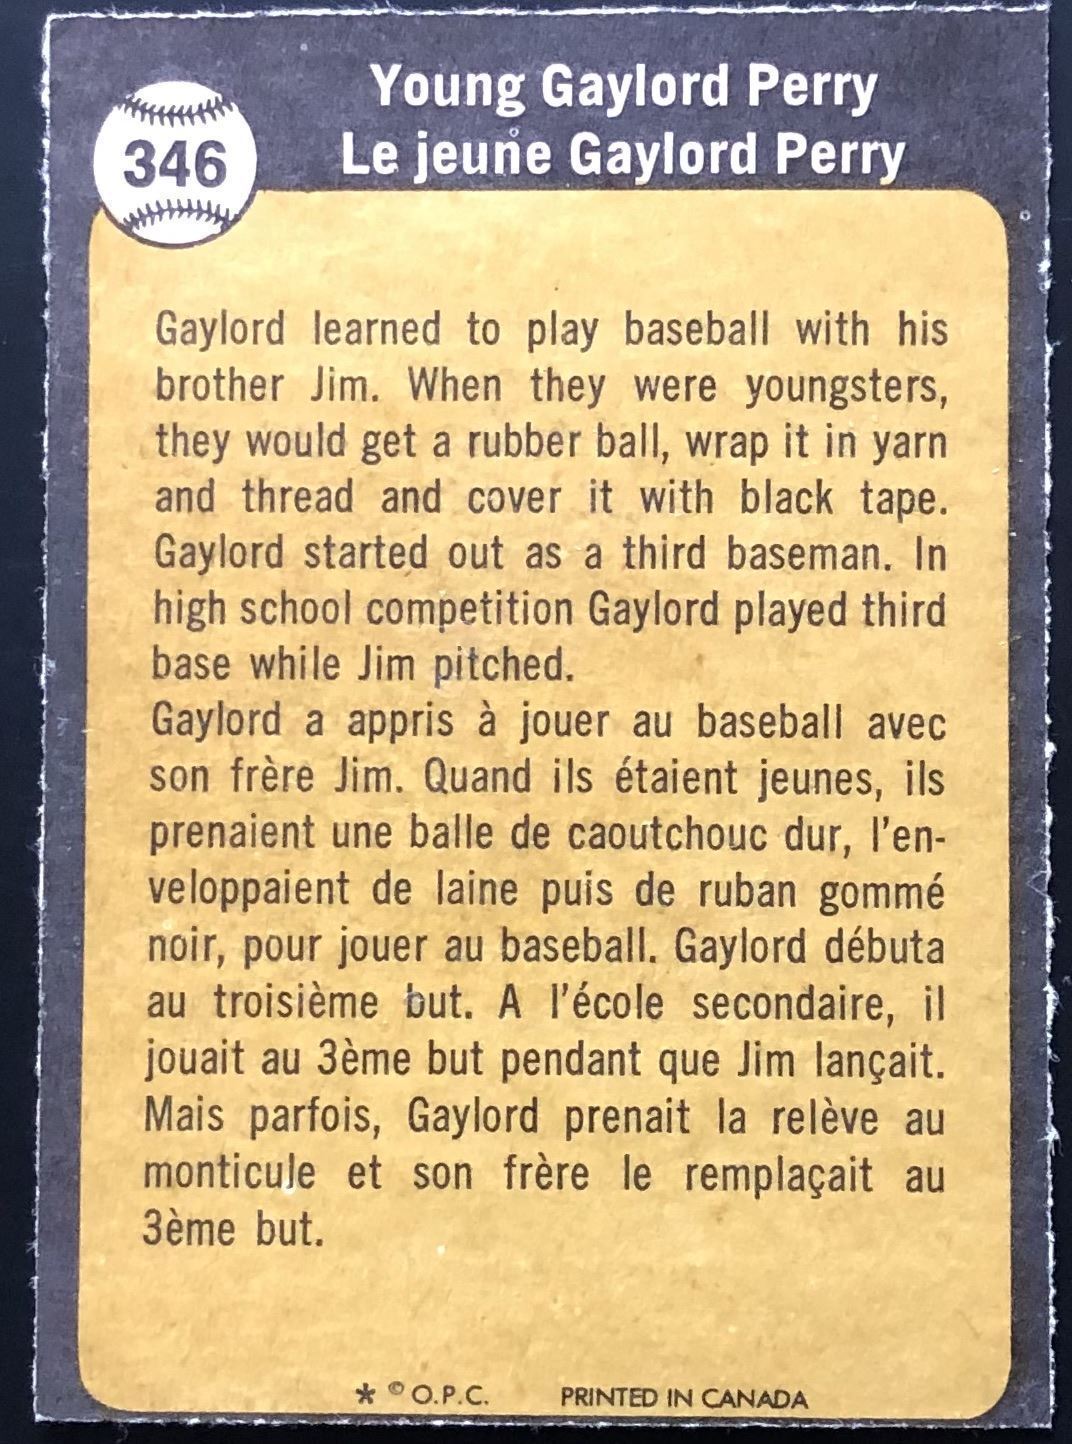 346
Young Gaylord Perry
Le jeune Gaylord Perry
Gaylord learned to play baseball with his
brother Jim. When they were youngsters,
they would get a rubber ball, wrap it in yarn
and thread and cover it with black tape.
Gaylord started out as a third baseman. In
high school competition Gaylord played third
base while Jim pitched.
Gaylord a appris à jouer au baseball avec
son frère Jim. Quand ils étaient jeunes, ils
prenaient une balle de caoutchouc dur, l'en-
veloppaient de laine puis de ruban gommé
noir, pour jouer au baseball. Gaylord débuta
au troisième but. A l'école secondaire, il
jouait au 3ème but pendant que Jim lançait.
Mais parfois, Gaylord prenait la relève au
monticule et son frère le remplaçait au
3ème but.
* © O.P.C. PRINTED IN CANADA